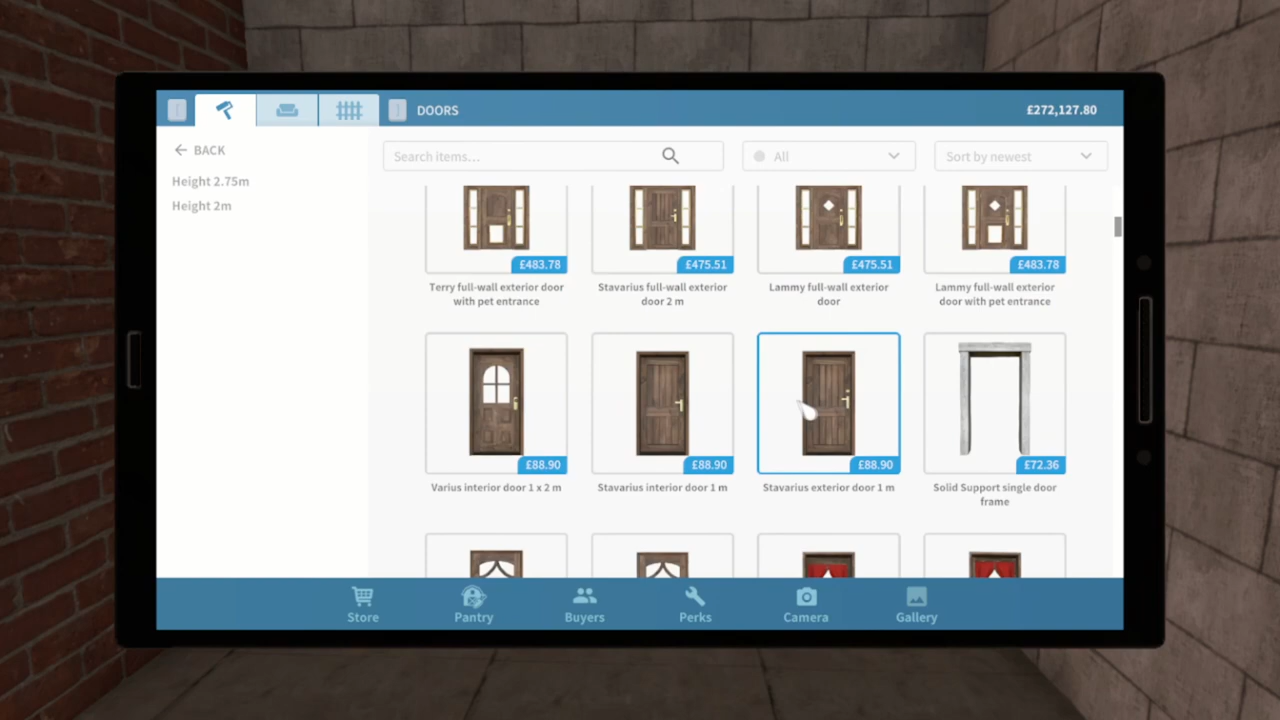 DOORS
£272,127.80
BACK
Height 2.75m
Height 2m
Search items...
All
Sort by newest
£483.78
£475.51
£475.51
£483.78
Terry full-wall exterior door
with pet entrance
Stavarius full-wall exterior
door 2 m
Lammy full-wall exterior
door
Lammy full-wall exterior
door with pet entrance
£88.90
£88.90
£88.90
£72.36
Varius interior door 1 x 2 m
Stavarius interior door 1 m
Stavarius exterior door 1 m
Solid Support single door
frame
Store
Pantry
Buyers
Perks
Camera
Gallery